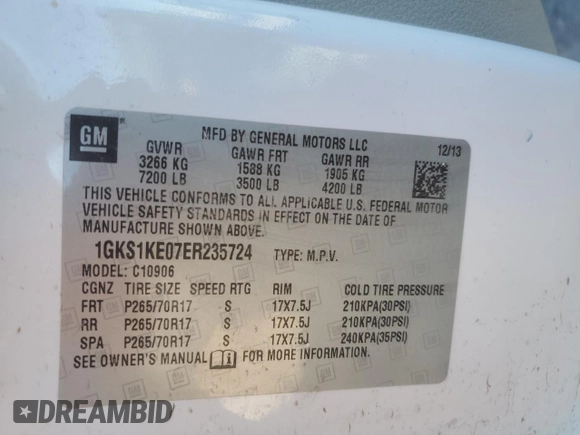 GM
MFD BY GENERAL MOTORS LLC
12/13
GVWR GAWR FRT GAWR RR
3266 KG 1588 KG 1905 KG
7200 LB 3500 LB 4200 LB
THIS VEHICLE CONFORMS TO ALL APPLICABLE U.S. FEDERAL MOTOR
VEHICLE SAFETY STANDARDS IN EFFECT ON THE DATE OF
MANUFACTURE SHOWN ABOVE.
1GKS1KE07ER235724 TYPE: M.P.V.
MODEL: C10906
CGNZ TIRE SIZE SPEED RTG RIM COLD TIRE PRESSURE
FRT P265/70R17 S 17X7.5J 210KPA(30PSI)
RR P265/70R17 S 17X7.5J 210KPA(30PSI)
SPA P265/70R17 S 17X7.5J 240KPA(35PSI)
SEE OWNER'S MANUAL FOR MORE INFORMATION.
DREAMBID